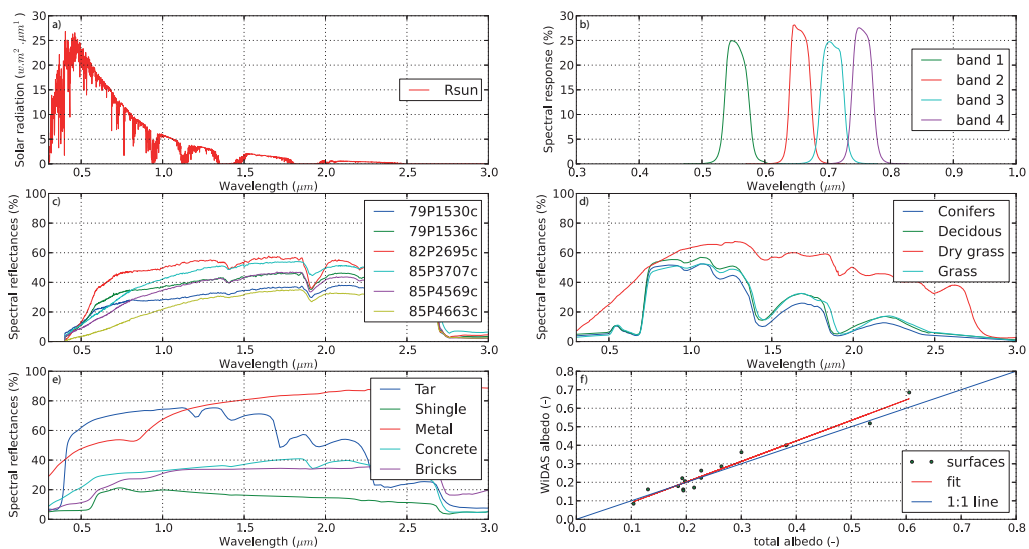 a)
Solar radiation (w.m².μm¹)
30
25
20
15
10
5
0
0.5 1.0 1.5 2.0 2.5 3.0
Wavelength (μm)
Rsun
b)
Spectral response (%)
30
25
20
15
10
5
0
0.3 0.4 0.5 0.6 0.7 0.8 0.9 1.0
Wavelength (μm)
band 1
band 2
band 3
band 4
c)
Spectral reflectances (%)
100
80
60
40
20
0
0.5 1.0 1.5 2.0 2.5 3.0
Wavelength (μm)
79P1530c
79P1536c
82P2695c
85P3707c
85P4569c
85P4663c
d)
Spectral reflectances (%)
100
80
60
40
20
0
0.5 1.0 1.5 2.0 2.5 3.0
Wavelength (μm)
Conifers
Decidous
Dry grass
Grass
e)
Spectral reflectances (%)
100
80
60
40
20
0
0.5 1.0 1.5 2.0 2.5 3.0
Wavelength (μm)
Tar
Shingle
Metal
Concrete
Bricks
f)
WiDAS albedo (–)
0.8
0.7
0.6
0.5
0.4
0.3
0.2
0.1
0.0
0.0 0.1 0.2 0.3 0.4 0.5 0.6 0.7 0.8
total albedo (–)
surfaces
fit
1:1 line